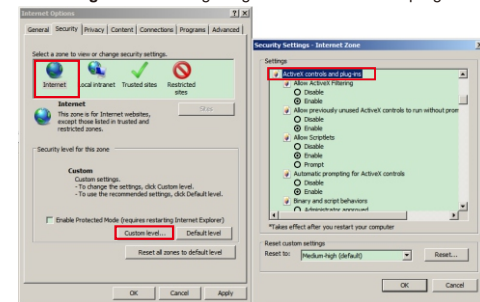 Internet Options
General Security Privacy Content Connections Programs Advanced
Select a zone to view or change security settings.
Internet
Local intranet
Trusted sites
Restricted
sites
Internet
This zone is for Internet websites,
except those listed in trusted and
restricted zones.
Sites
Security level for this zone
Custom
Custom settings.
- To change the settings, click Custom level.
- To use the recommended settings, click Default level.
Enable Protected Mode (requires restarting Internet Explorer)
Custom level...
Default level
Reset all zones to default level
OK
Cancel
Apply
Security Settings - Internet Zone
Settings
ActiveX controls and plug-ins
Allow ActiveX Filtering
Disable
Enable
Allow previously unused ActiveX controls to run without prom
Disable
Enable
Allow Scriptlets
Disable
Enable
Prompt
Automatic prompting for ActiveX controls
Disable
Enable
Binary and script behaviors
Administrator approved
*Takes effect after you restart your computer
Reset custom settings
Reset to:
Medium-high (default)
Reset...
OK
Cancel